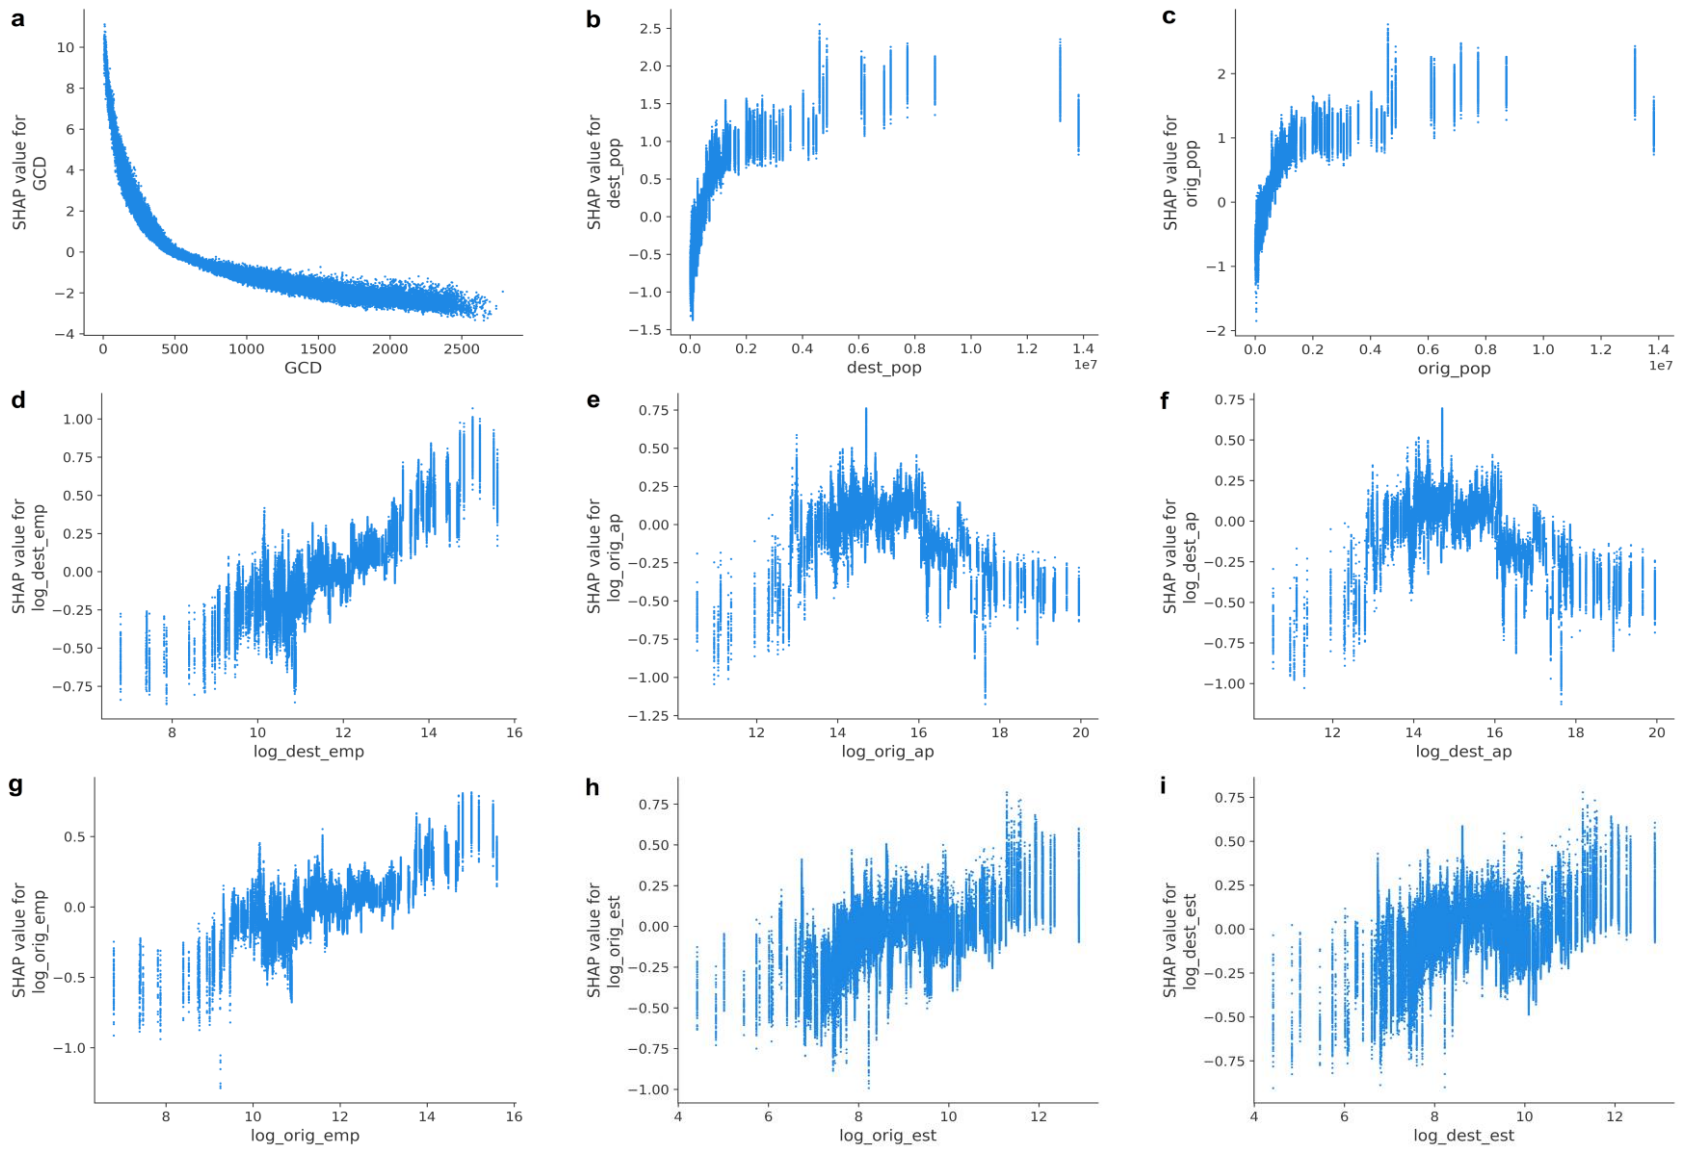 a
SHAP value for
GCD
10
8
6
4
2
0
−2
−4
0 500 1000 1500 2000 2500
GCD
b
SHAP value for
dest_pop
2.5
2.0
1.5
1.0
0.5
0.0
−0.5
−1.0
−1.5
0.0 0.2 0.4 0.6 0.8 1.0 1.2 1.4
1e7
dest_pop
c
SHAP value for
orig_pop
2
1
0
−1
−2
0.0 0.2 0.4 0.6 0.8 1.0 1.2 1.4
1e7
orig_pop
d
SHAP value for
log_dest_emp
1.00
0.75
0.50
0.25
0.00
−0.25
−0.50
−0.75
8 10 12 14 16
log_dest_emp
e
SHAP value for
log_orig_ap
0.75
0.50
0.25
0.00
−0.25
−0.50
−0.75
−1.00
−1.25
12 14 16 18 20
log_orig_ap
f
SHAP value for
log_dest_ap
0.75
0.50
0.25
0.00
−0.25
−0.50
−0.75
−1.00
12 14 16 18 20
log_dest_ap
g
SHAP value for
log_orig_emp
0.5
0.0
−0.5
−1.0
8 10 12 14 16
log_orig_emp
h
SHAP value for
log_orig_est
0.75
0.50
0.25
0.00
−0.25
−0.50
−0.75
−1.00
4 6 8 10 12
log_orig_est
i
SHAP value for
log_dest_est
0.75
0.50
0.25
0.00
−0.25
−0.50
−0.75
4 6 8 10 12
log_dest_est